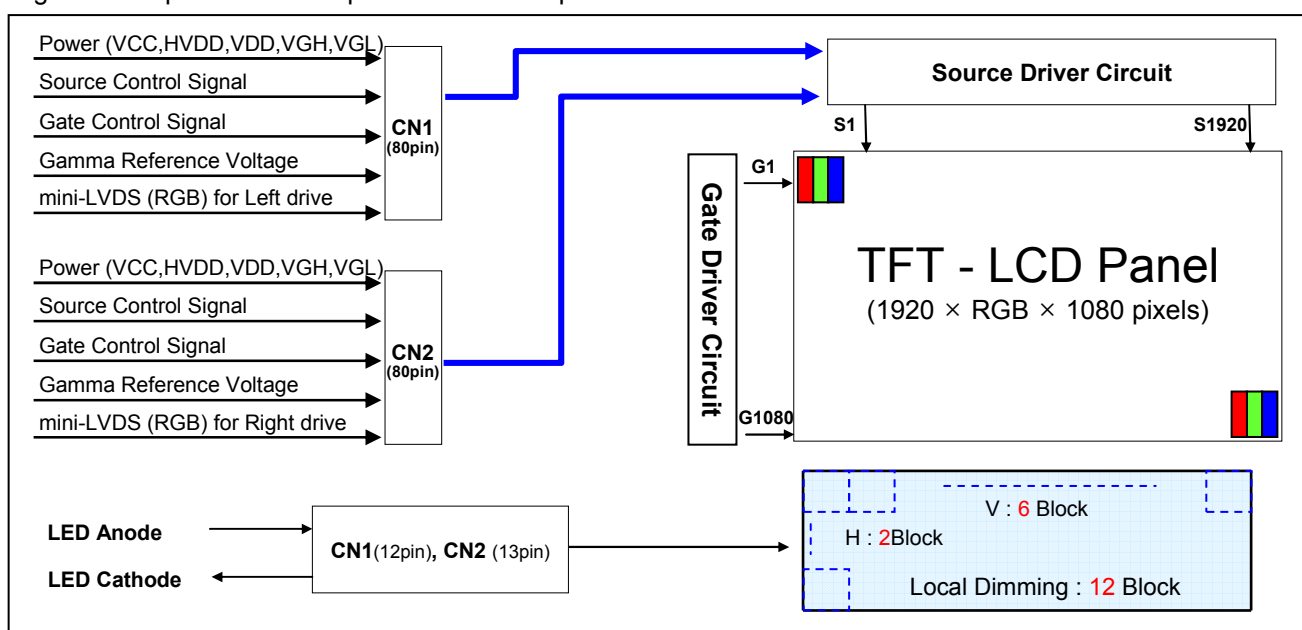 Power (VCC,HVDD,VDD,VGH,VGL)
Source Control Signal
Gate Control Signal
Gamma Reference Voltage
mini-LVDS (RGB) for Left drive
CN1
(80pin)
Power (VCC,HVDD,VDD,VGH,VGL)
Source Control Signal
Gate Control Signal
Gamma Reference Voltage
mini-LVDS (RGB) for Right drive
CN2
(80pin)
Source Driver Circuit
S1
S1920
Gate Driver Circuit
G1
G1080
TFT - LCD Panel
(1920 × RGB × 1080 pixels)
LED Anode
LED Cathode
CN1(12pin), CN2 (13pin)
V : 6 Block
H : 2Block
Local Dimming : 12 Block